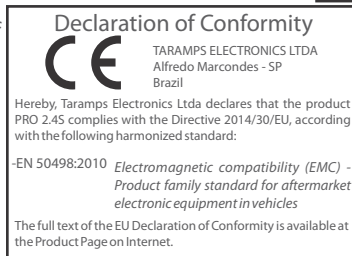 Declaration of Conformity
CE
TARAMPS ELECTRONICS LTDA
Alfredo Marcondes - SP
Brazil
Hereby, Taramps Electronics Ltda declares that the product
PRO 2.4S complies with the Directive 2014/30/EU, according
with the following harmonized standard:
-EN 50498:2010 Electromagnetic compatibility (EMC) -
Product family standard for aftermarket
electronic equipment in vehicles
The full text of the EU Declaration of Conformity is available at
the Product Page on Internet.